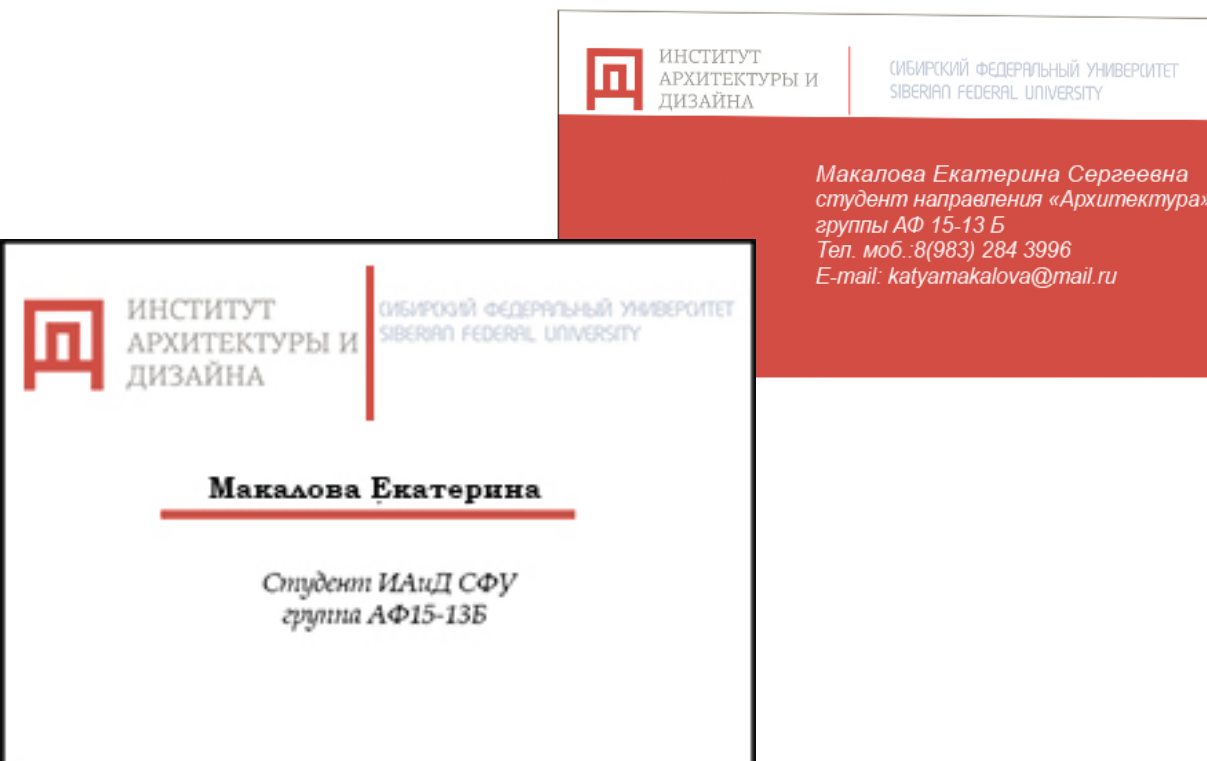 ИНСТИТУТ
АРХИТЕКТУРЫ И
ДИЗАЙНА
СИБИРСКИЙ ФЕДЕРАЛЬНЫЙ УНИВЕРСИТЕТ
SIBERIAN FEDERAL UNIVERSITY
Макалова Екатерина Сергеевна
студент направления «Архитектура»
группы АФ 15-13 Б
Тел. моб.:8(983) 284 3996
E-mail: katyamakalova@mail.ru
ИНСТИТУТ
АРХИТЕКТУРЫ И
ДИЗАЙНА
СИБИРСКИЙ ФЕДЕРАЛЬНЫЙ УНИВЕРСИТЕТ
SIBERIAN FEDERAL UNIVERSITY
Макалова Екатерина
Студент ИАиД СФУ
группа АФ15-13Б